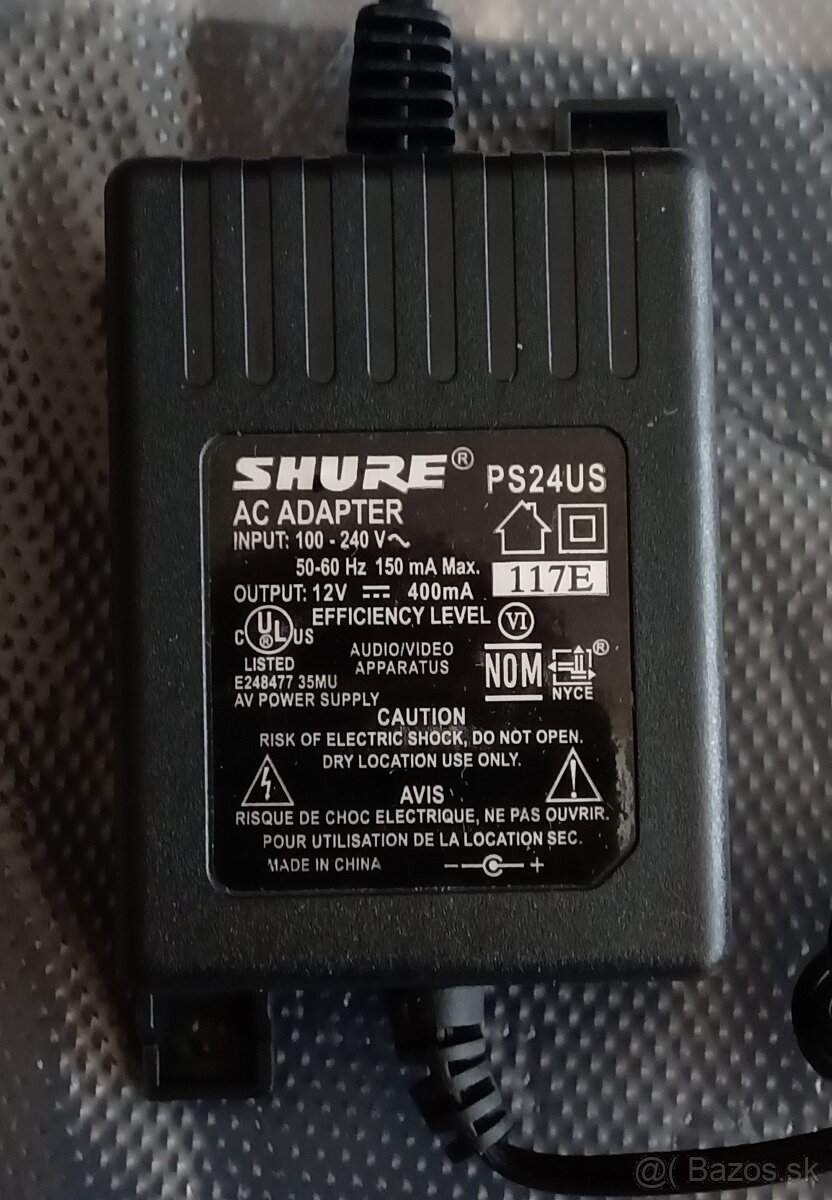 SHURE® PS24US
AC ADAPTER
INPUT: 100 - 240 V~
50-60 Hz 150 mA Max.
117E
OUTPUT: 12V ⎓ 400mA
EFFICIENCY LEVEL VI
C UL® US
LISTED
E248477 35MU
AV POWER SUPPLY
AUDIO/VIDEO
APPARATUS
NOM
®
NYCE
CAUTION
RISK OF ELECTRIC SHOCK, DO NOT OPEN.
DRY LOCATION USE ONLY.
AVIS
RISQUE DE CHOC ELECTRIQUE, NE PAS OUVRIR.
POUR UTILISATION DE LA LOCATION SEC.
MADE IN CHINA - +
@( Bazos.sk